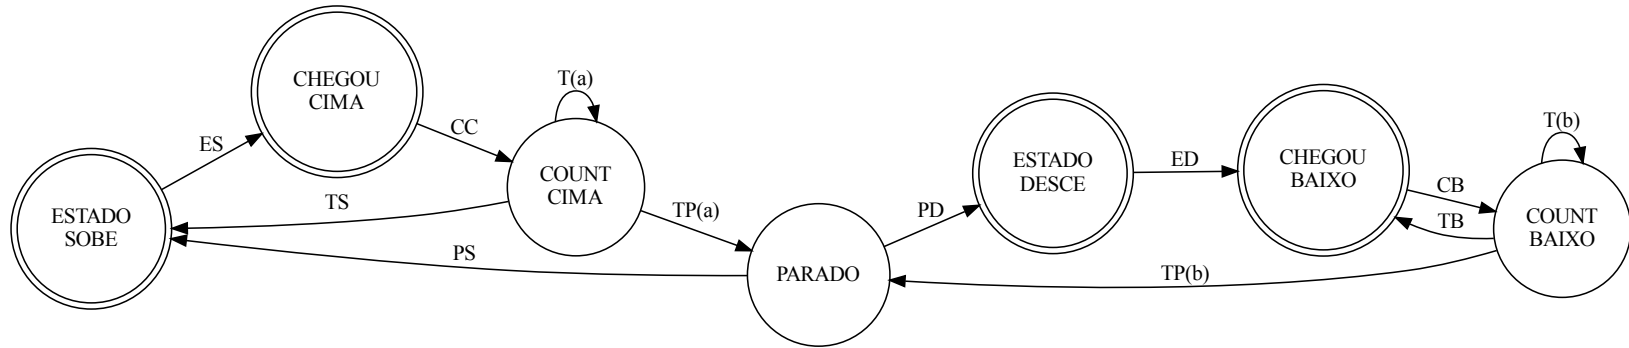 T(a)
CHEGOU
CIMA
CC
ES
COUNT
CIMA
TS
ESTADO
SOBE
TP(a)
PS
PARADO
PD
ESTADO
DESCE
ED
CHEGOU
BAIXO
T(b)
CB
TB
COUNT
BAIXO
TP(b)